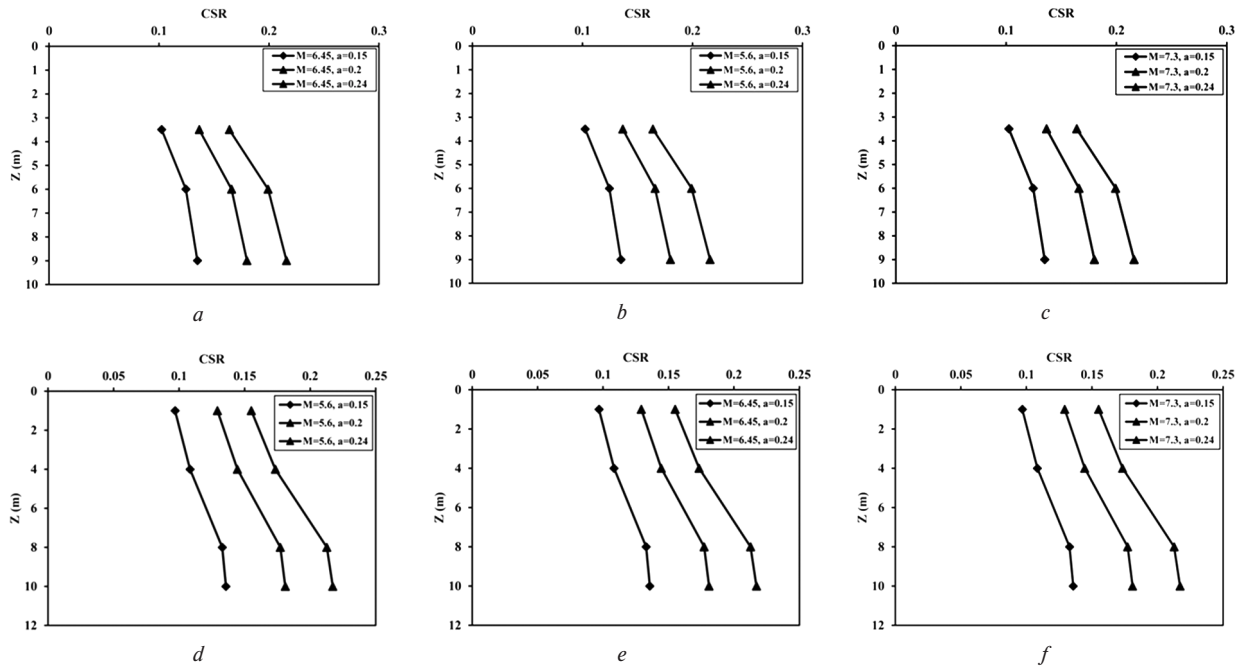 CSR
0 0.1 0.2 0.3
0
1
2
3
4
5
6
7
8
9
10
Z (m)
M=6.45, a=0.15
M=6.45, a=0.2
M=6.45, a=0.24
a
CSR
0 0.1 0.2 0.3
0
1
2
3
4
5
6
7
8
9
10
Z (m)
M=5.6, a=0.15
M=5.6, a=0.2
M=5.6, a=0.24
b
CSR
0 0.1 0.2 0.3
0
1
2
3
4
5
6
7
8
9
10
Z (m)
M=7.3, a=0.15
M=7.3, a=0.2
M=7.3, a=0.24
c
CSR
0 0.05 0.1 0.15 0.2 0.25
0
2
4
6
8
10
12
Z (m)
M=5.6, a=0.15
M=5.6, a=0.2
M=5.6, a=0.24
d
CSR
0 0.05 0.1 0.15 0.2 0.25
0
2
4
6
8
10
12
Z (m)
M=6.45, a=0.15
M=6.45, a=0.2
M=6.45, a=0.24
e
CSR
0 0.05 0.1 0.15 0.2 0.25
0
2
4
6
8
10
12
Z (m)
M=7.3, a=0.15
M=7.3, a=0.2
M=7.3, a=0.24
f